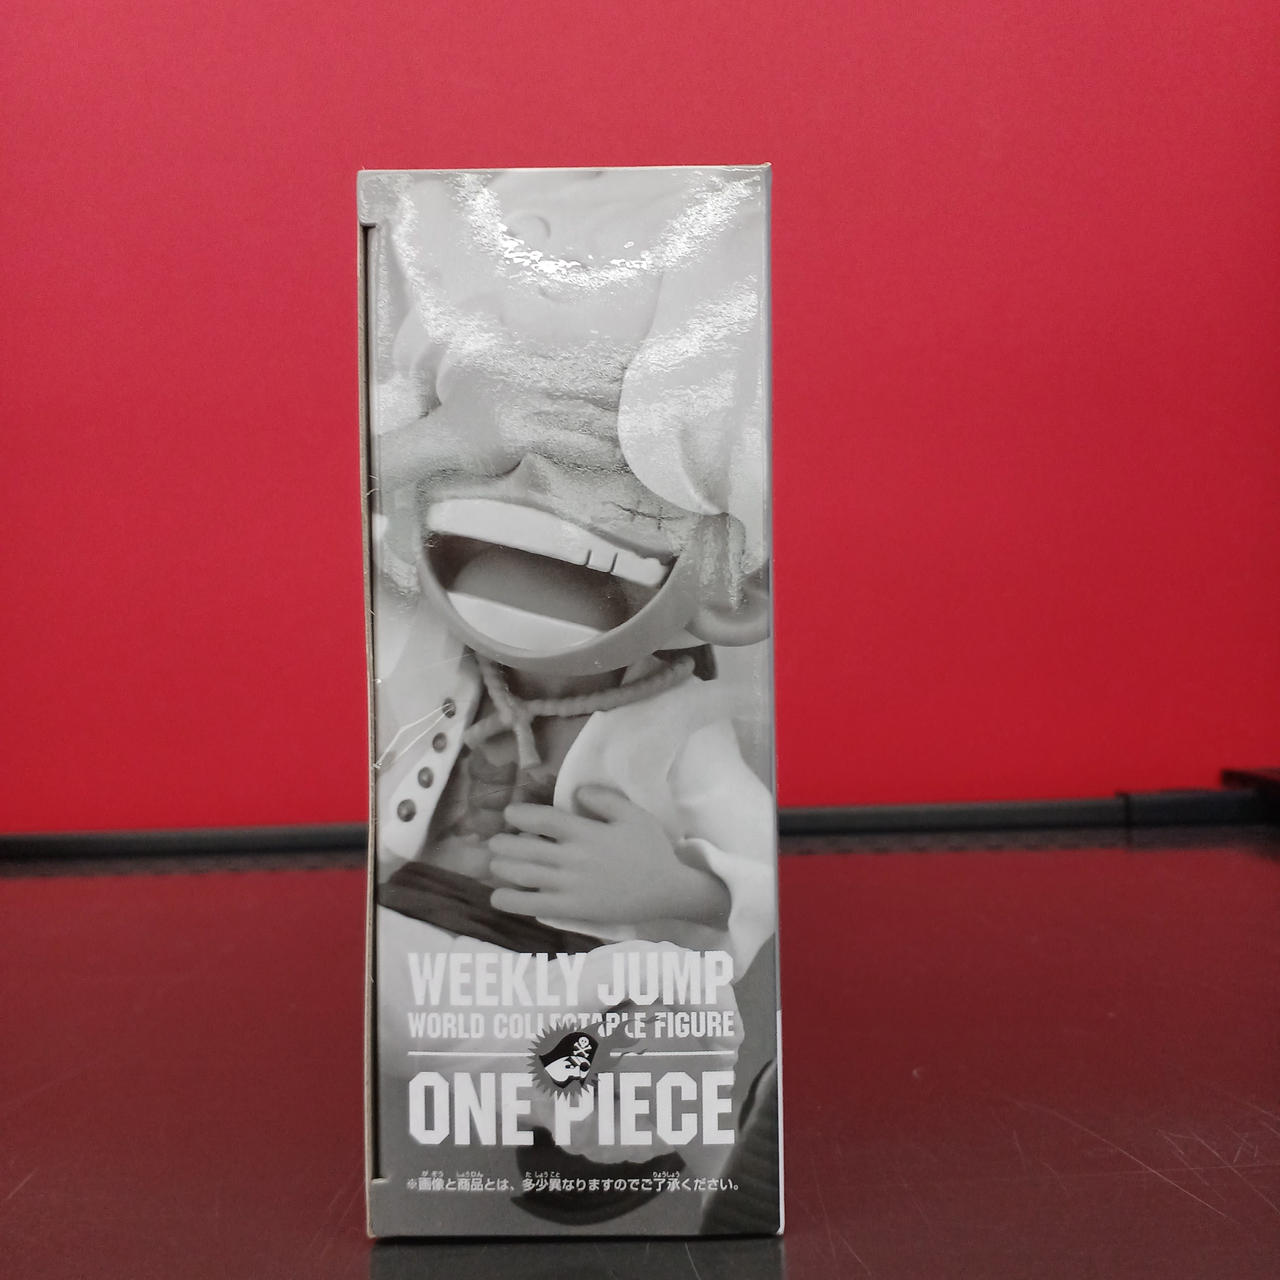 WEEKLY JUMP
WORLD COLLECTABLE FIGURE
ONE PIECE
※画像と商品とは、多少異なりますのでご了承ください。